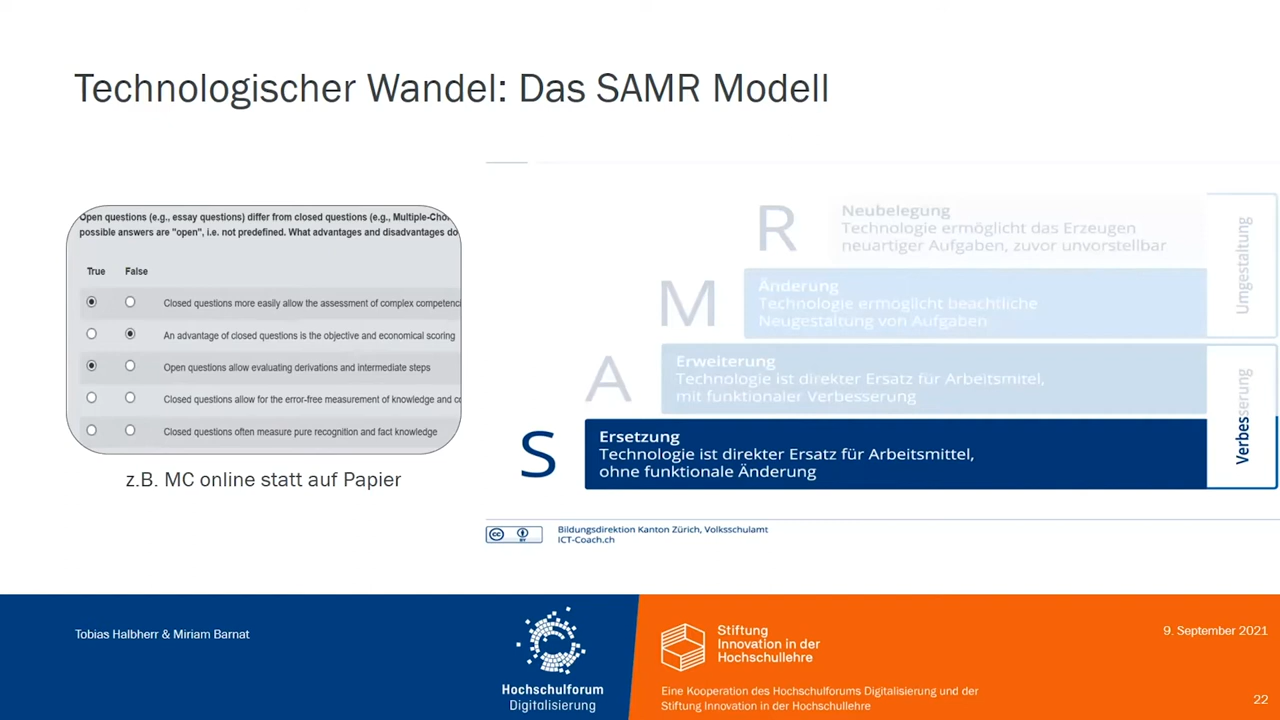 Technologischer Wandel: Das SAMR Modell
Open questions (e.g., essay questions) differ from closed questions (e.g.,
possible answers are "open", i.e. not predefined. What advantages and disadvantages do
True False
Closed questions more easily allow the assessment of complex
An advantage of closed questions is the objective and economical scoring
Open questions allow evaluating derivations and intermediate steps
Closed questions allow for the error-free measurement of knowledge and
Closed questions often measure pure recognition and fact knowledge
z.B. MC online statt auf Papier
R
Neubelegung
Technologie ermöglicht das Erzeugen
neuartiger Aufgaben, zuvor unvorstellbar
M
Änderung
Technologie ermöglicht beachtliche
Neugestaltung von Aufgaben
Umgestaltung
A
Erweiterung
Technologie ist direkter Ersatz für Arbeitsmittel,
mit funktionaler Verbesserung
S
Ersetzung
Technologie ist direkter Ersatz für Arbeitsmittel,
ohne funktionale Änderung
Verbesserung
cc BY
Bildungsdirektion Kanton Zürich, Volksschulamt
ICT-Coach.ch
Tobias Halbherr & Miriam Barnat
Hochschulforum
Digitalisierung
Stiftung
Innovation in der
Hochschullehre
Eine Kooperation des Hochschulforums Digitalisierung und der
Stiftung Innovation in der Hochschullehre
9. September 2021
22